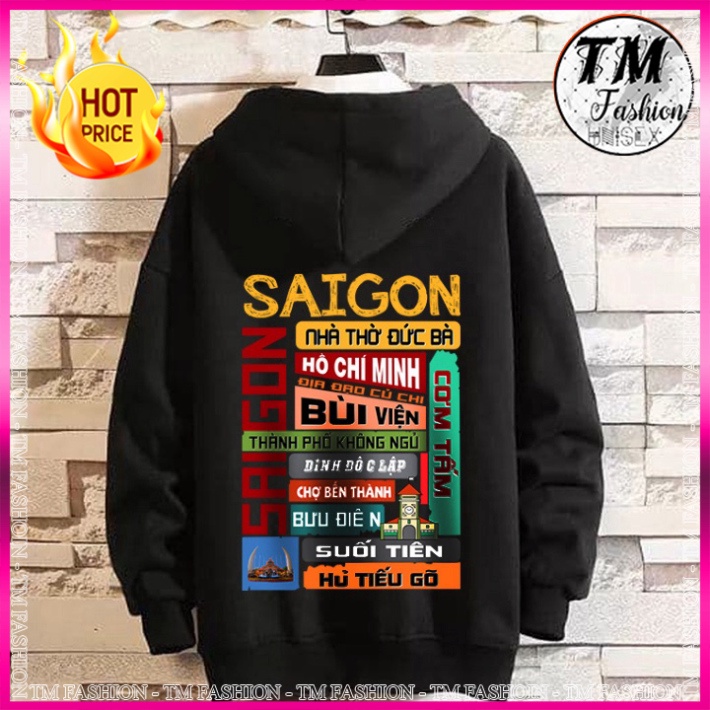 HOT
PRICE
TM
Fashion
UNISEX
SAIGON
SAIGON
NHÀ THỜ ĐỨC BÀ
HỒ CHÍ MINH
ĐỊA ĐẠO CỦ CHI
BÙI VIỆN
THÀNH PHỐ KHÔNG NGỦ
DINH ĐỘC LẬP
CHỢ BẾN THÀNH
BƯU ĐIỆN
CƠM TẤM
SUỐI TIÊN
HỦ TIẾU GÕ
TM FASHION - TM FASHION - TM FASHION - TM FASHION - TM FASHION